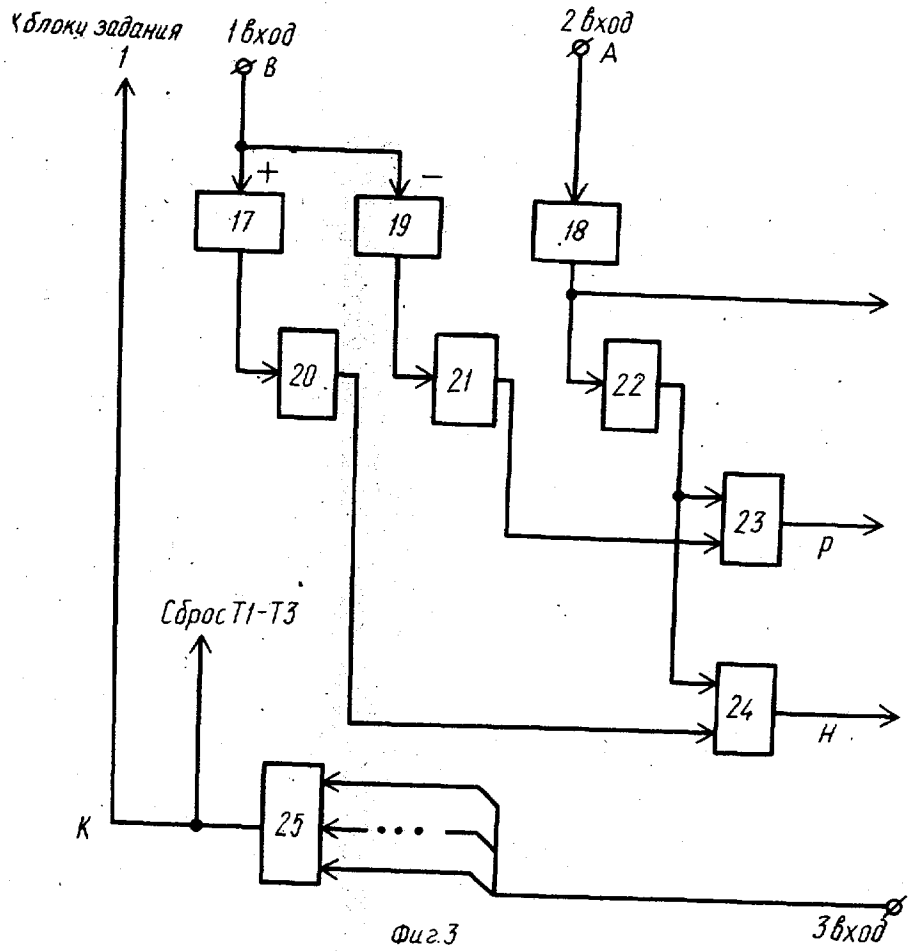 К блоку задания
1
1 вход
B
2 вход
A
+
−
17
19
18
20
21
22
23
P
Сброс Т1-Т3
24
H
K
25
3 вход
Фиг.3